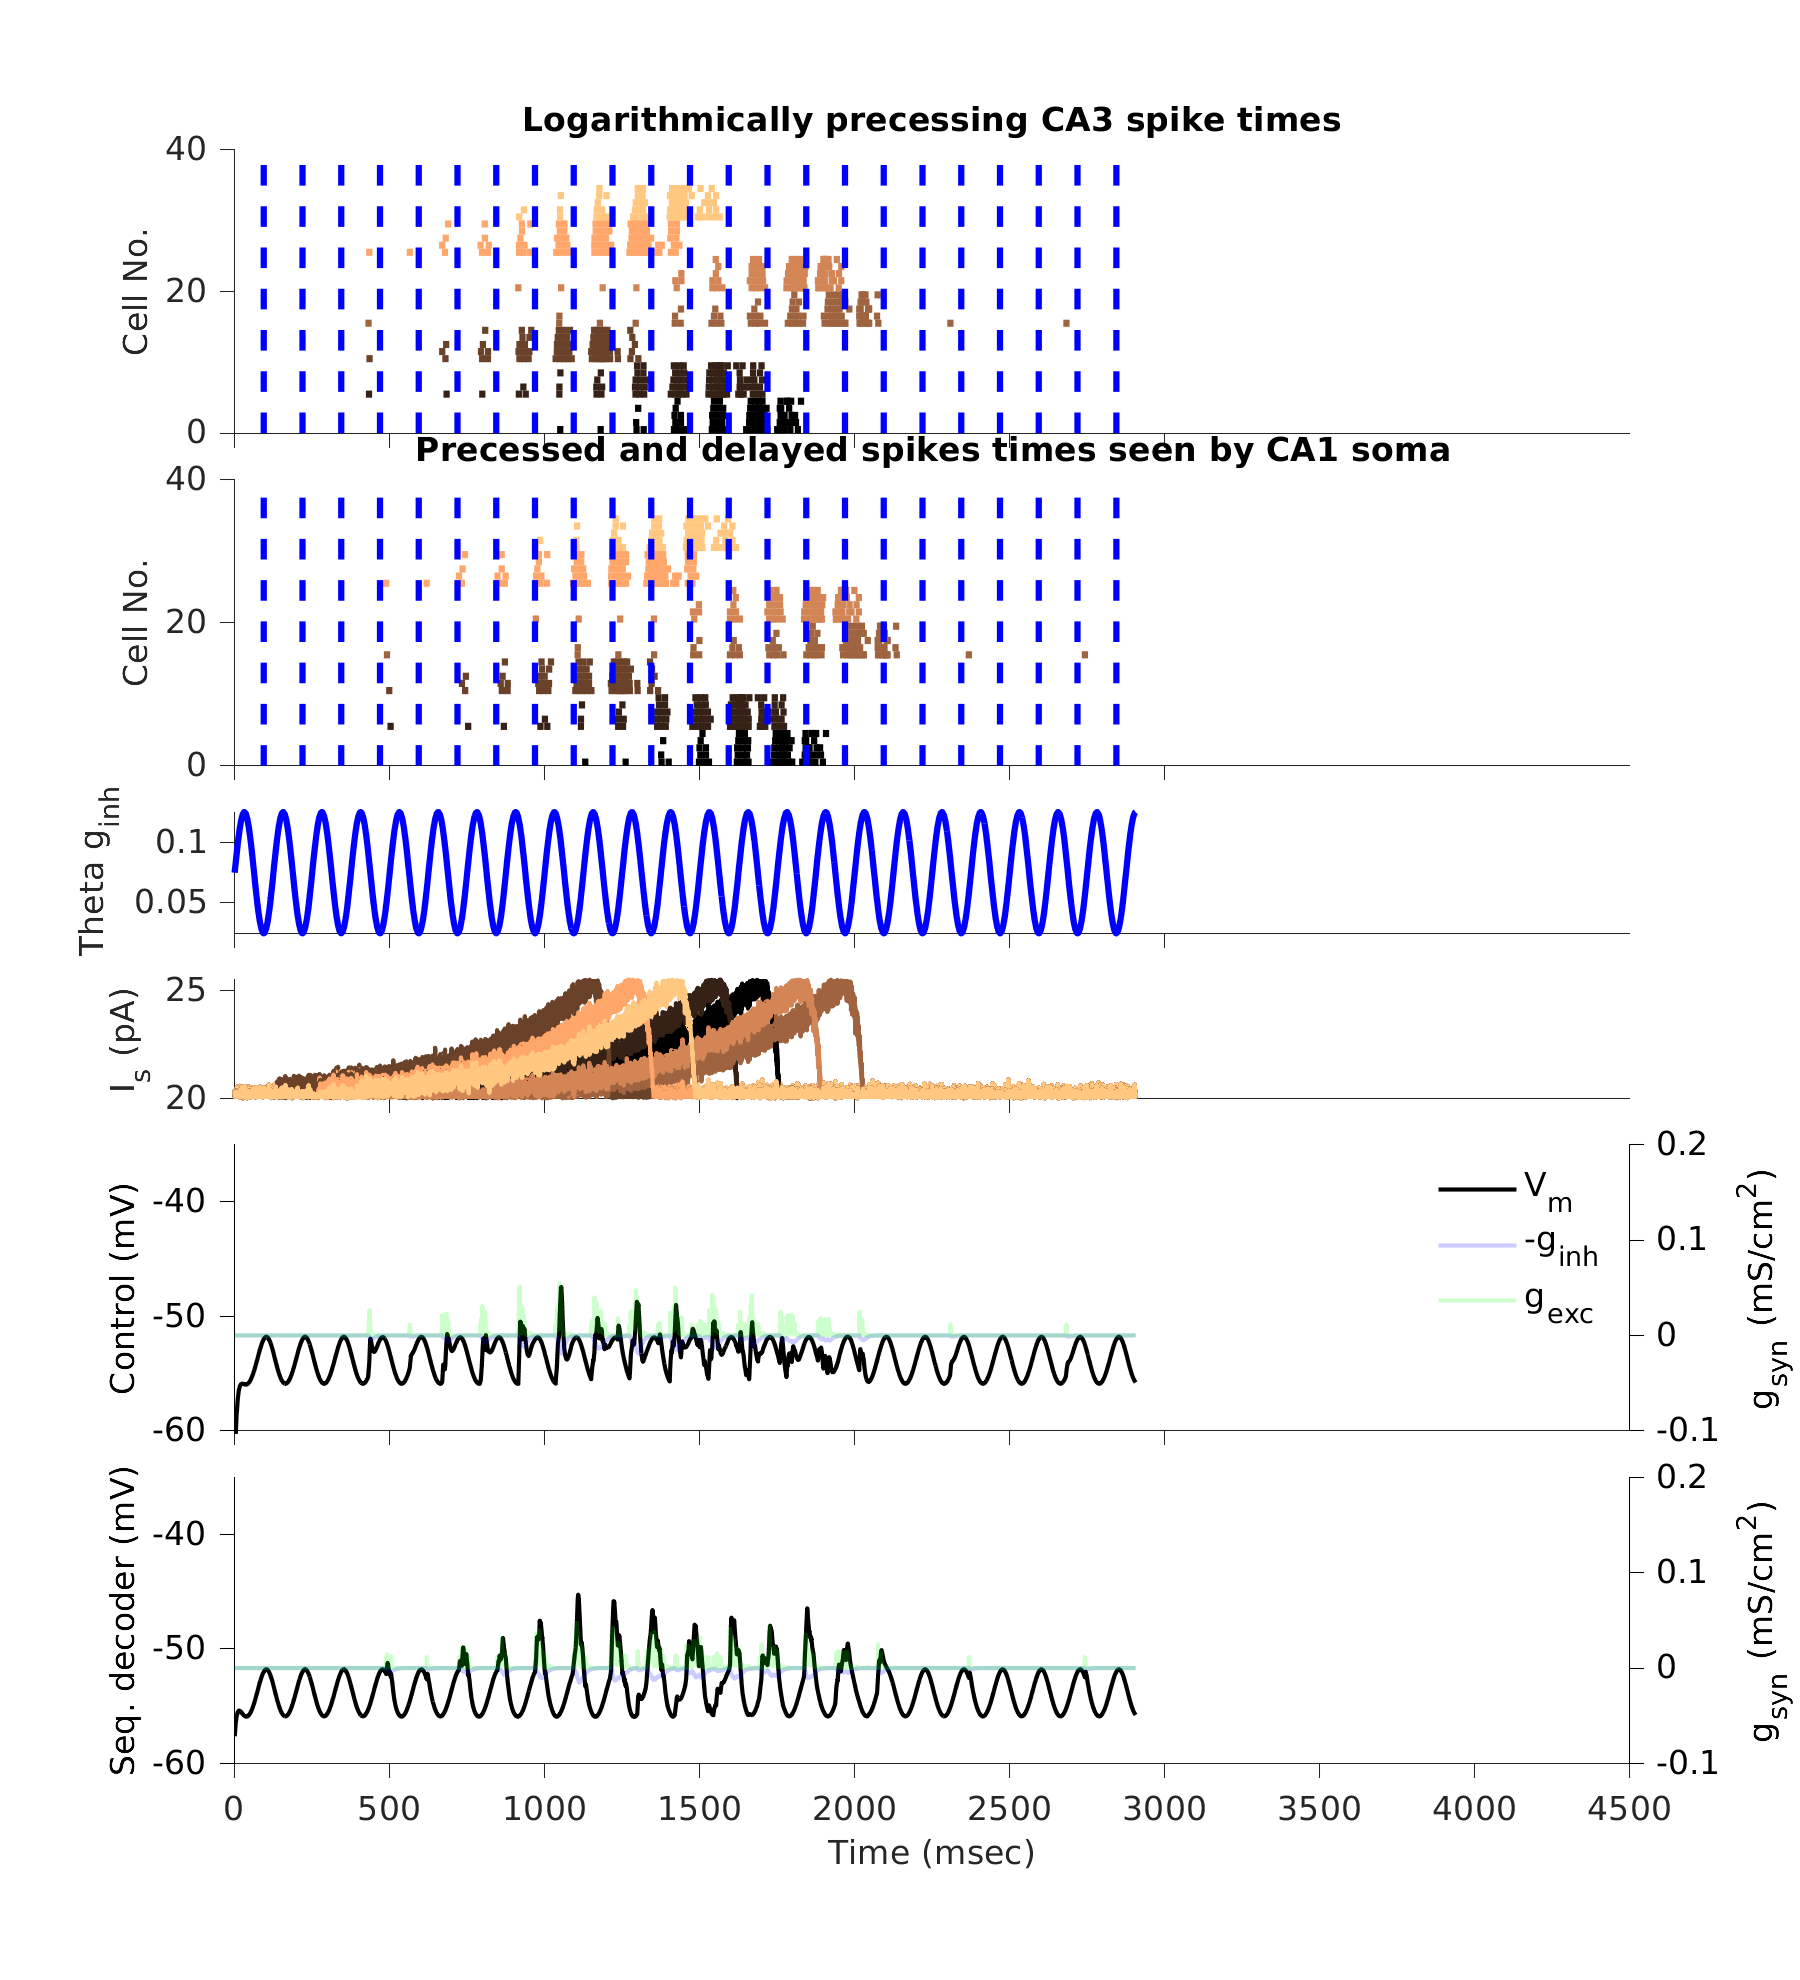 Logarithmically precessing CA3 spike times
40
20
0
Cell No.
Precessed and delayed spikes times seen by CA1 soma
40
20
0
Cell No.
0.1
0.05
Theta g_inh
25
20
I_s (pA)
-40
-50
-60
Control (mV)
V_m
-g_inh
g_exc
0.2
0.1
0
-0.1
g_syn (mS/cm^2)
-40
-50
-60
Seq. decoder (mV)
0.2
0.1
0
-0.1
g_syn (mS/cm^2)
0 500 1000 1500 2000 2500 3000 3500 4000 4500
Time (msec)